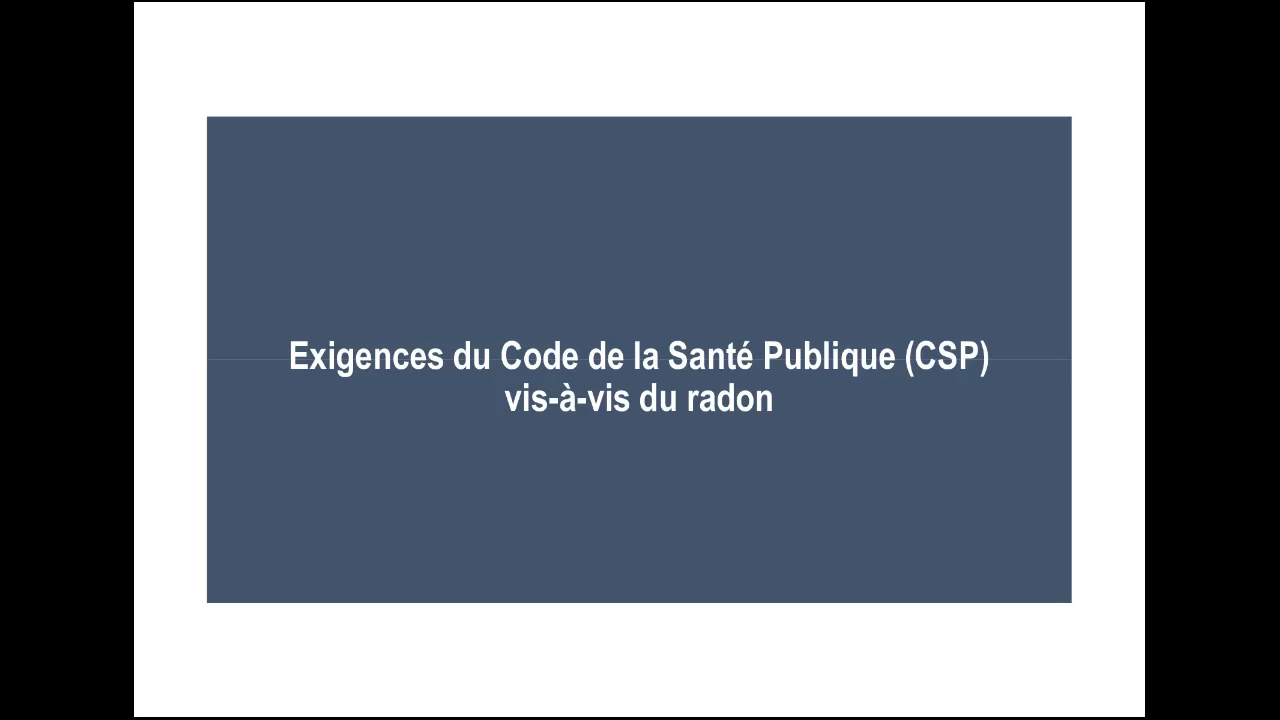 Exigences du Code de la Santé Publique (CSP)
vis-à-vis du radon